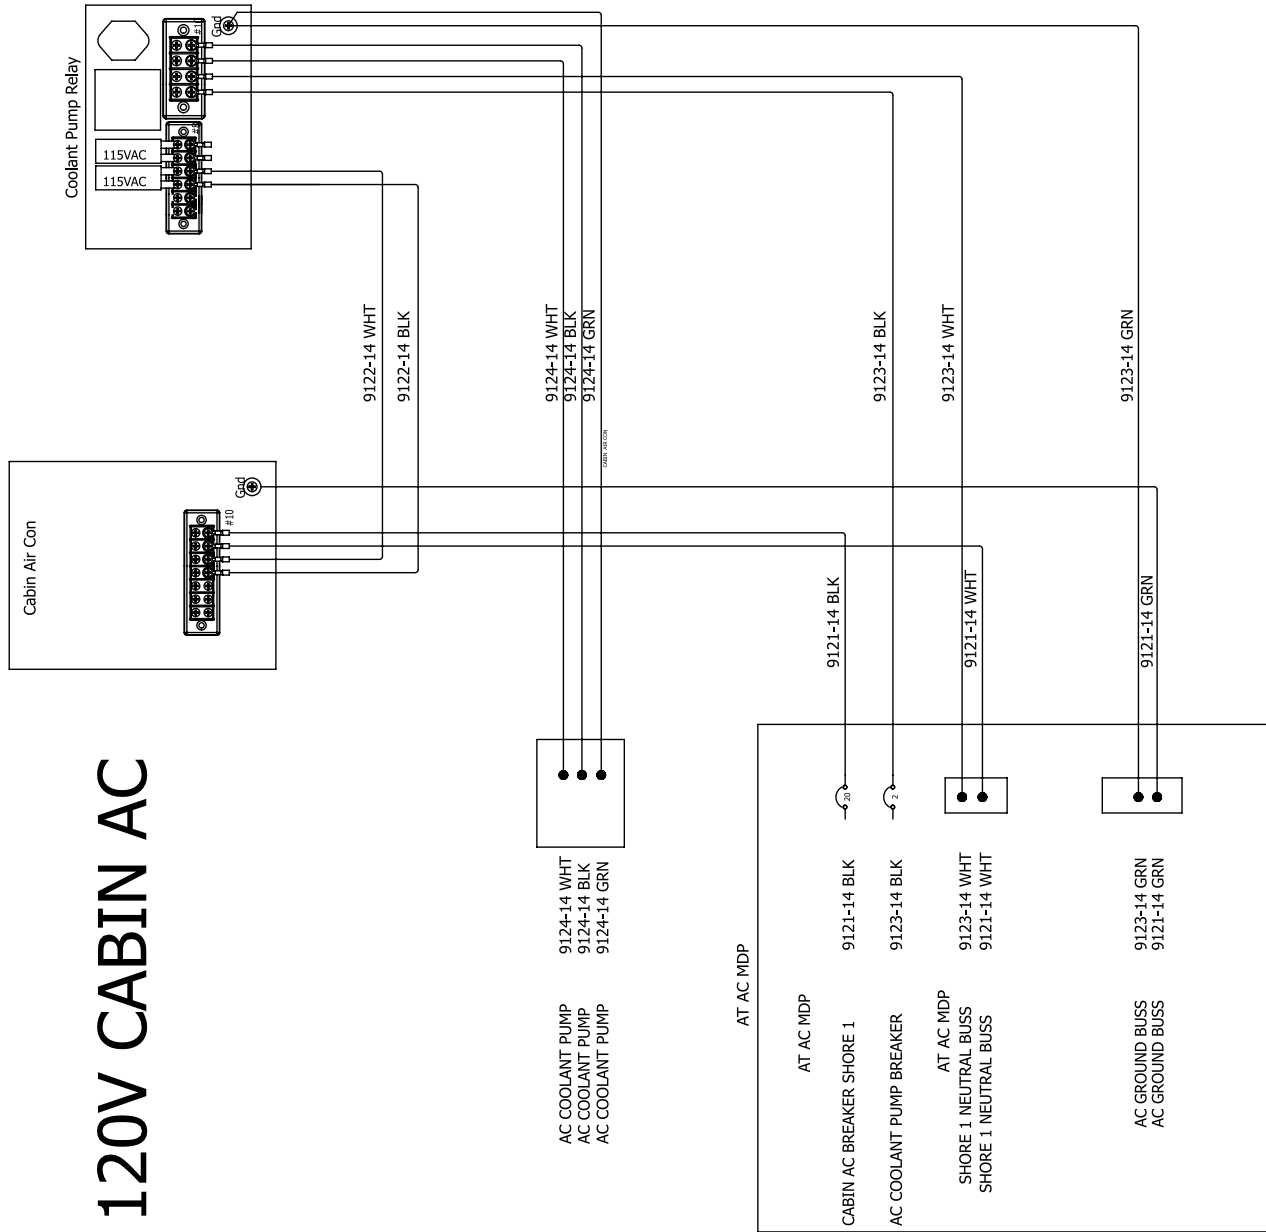 120V CABIN AC
Coolant Pump Relay
115VAC
115VAC
#1
#9
Gnd
Cabin Air Con
Gnd
#10
9122-14 WHT
9122-14 BLK
9124-14 WHT
9124-14 BLK
9124-14 GRN
CABIN AIR CON
9123-14 BLK
9123-14 WHT
9123-14 GRN
9121-14 BLK
9121-14 WHT
9121-14 GRN
AC COOLANT PUMP 9124-14 WHT
AC COOLANT PUMP 9124-14 BLK
AC COOLANT PUMP 9124-14 GRN
AT AC MDP
AT AC MDP
CABIN AC BREAKER SHORE 1 9121-14 BLK 20
AC COOLANT PUMP BREAKER 9123-14 BLK 2
AT AC MDP
SHORE 1 NEUTRAL BUSS 9123-14 WHT
SHORE 1 NEUTRAL BUSS 9121-14 WHT
AC GROUND BUSS 9123-14 GRN
AC GROUND BUSS 9121-14 GRN